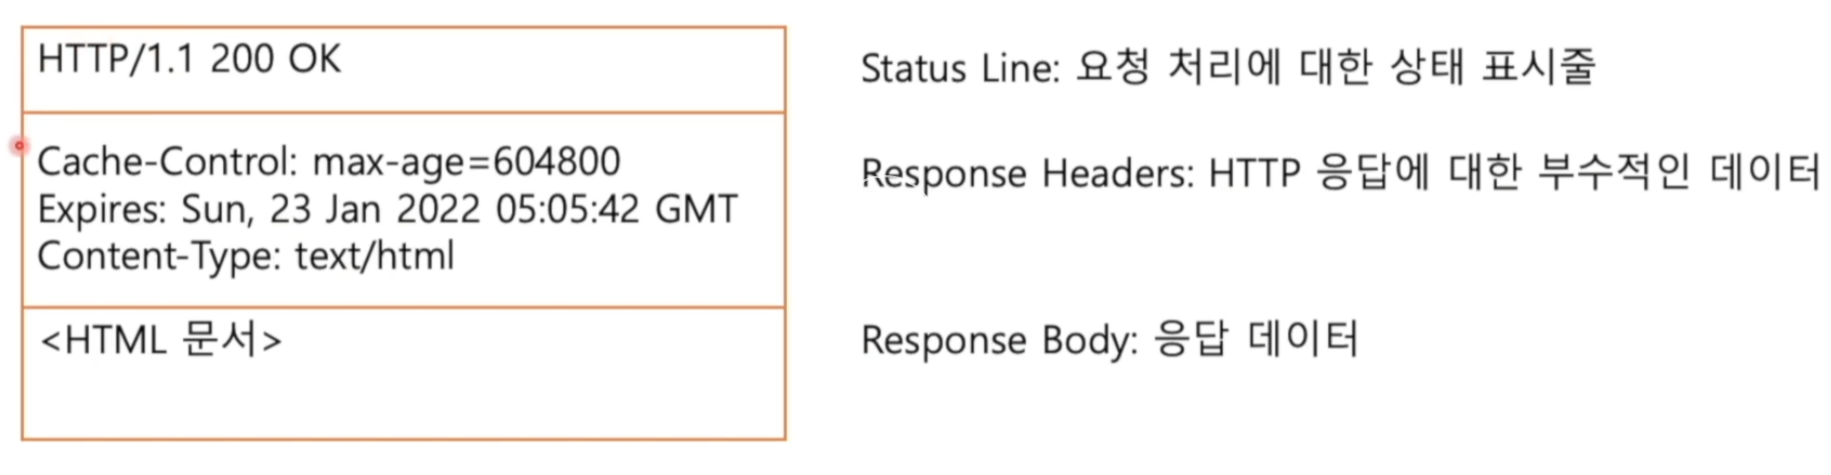 HTTP/1.1 200 OK
Status Line: 요청 처리에 대한 상태 표시줄
Cache-Control: max-age=604800
Expires: Sun, 23 Jan 2022 05:05:42 GMT
Content-Type: text/html
Response Headers: HTTP 응답에 대한 부수적인 데이터
<HTML 문서>
Response Body: 응답 데이터